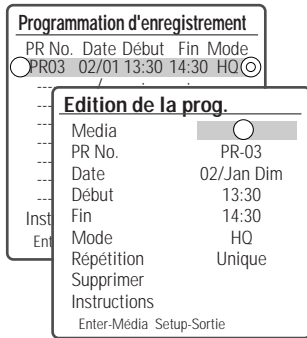 Programmation d'enregistrement
PR No. Date Début Fin Mode
PR03 02/01 13:30 14:30 HQ
Edition de la prog.
Media
PR No. PR-03
Date 02/Jan Dim
Début 13:30
Fin 14:30
Mode HQ
Répétition Unique
Supprimer
Instructions
Enter-Média Setup-Sortie
Inst
Ent